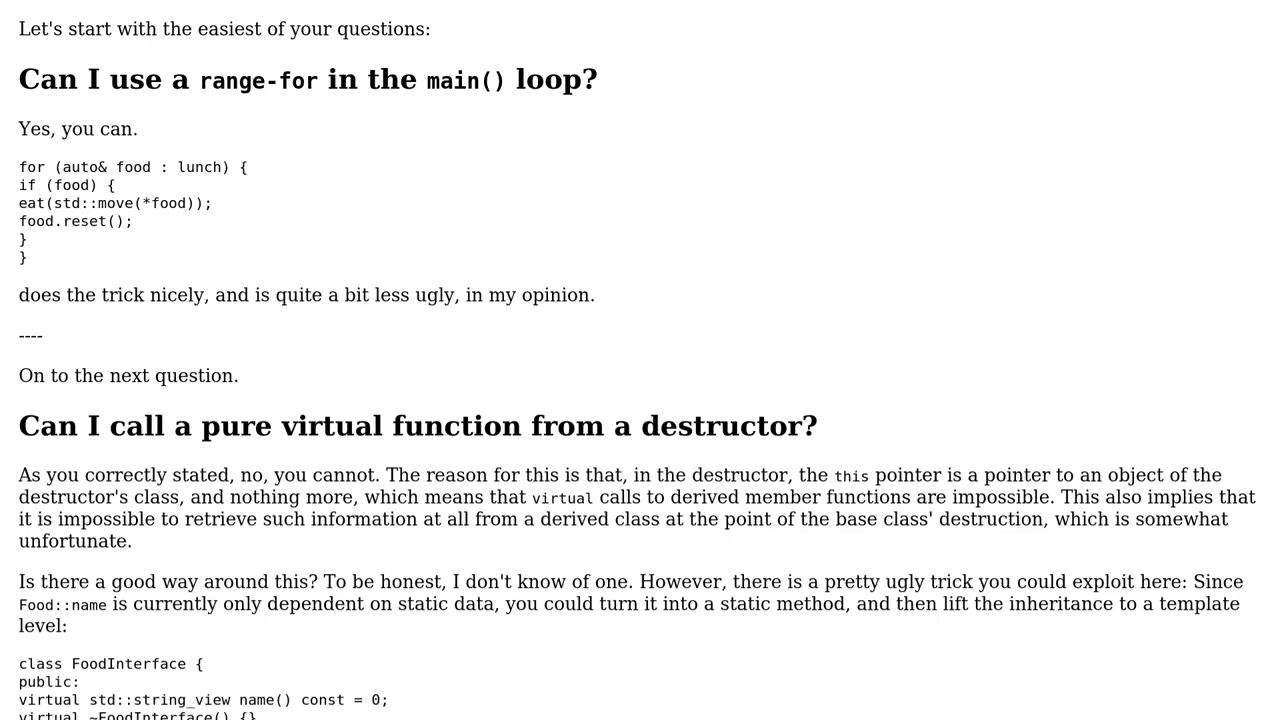 Let's start with the easiest of your questions:
Can I use a range-for in the main() loop?
Yes, you can.
for (auto& food : lunch) {
if (food) {
eat(std::move(*food));
food.reset();
}
}
does the trick nicely, and is quite a bit less ugly, in my opinion.
----
On to the next question.
Can I call a pure virtual function from a destructor?
As you correctly stated, no, you cannot. The reason for this is that, in the destructor, the this pointer is a pointer to an object of the
destructor's class, and nothing more, which means that virtual calls to derived member functions are impossible. This also implies that
it is impossible to retrieve such information at all from a derived class at the point of the base class' destruction, which is somewhat
unfortunate.
Is there a good way around this? To be honest, I don't know of one. However, there is a pretty ugly trick you could exploit here: Since
Food::name is currently only dependent on static data, you could turn it into a static method, and then lift the inheritance to a template
level:
class FoodInterface {
public:
virtual std::string_view name() const = 0;
virtual ~FoodInterface() {}